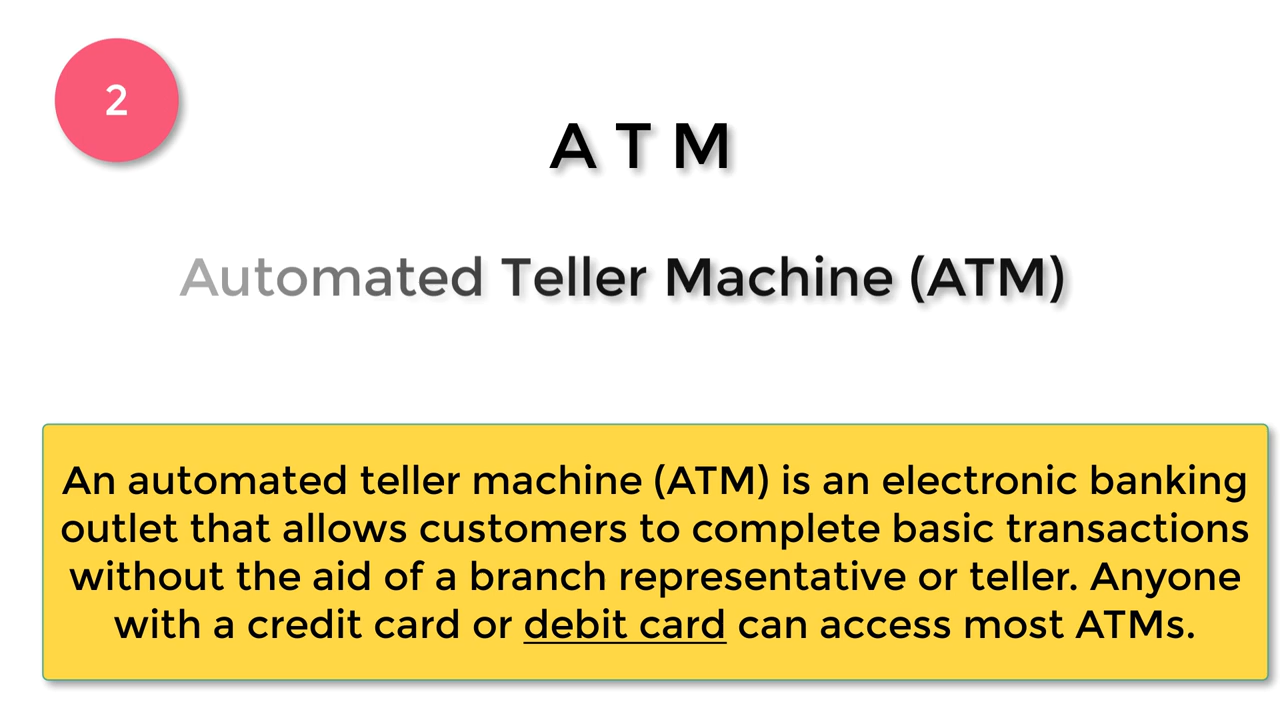 2
A T M
Automated Teller Machine (ATM)
An automated teller machine (ATM) is an electronic banking
outlet that allows customers to complete basic transactions
without the aid of a branch representative or teller. Anyone
with a credit card or debit card can access most ATMs.